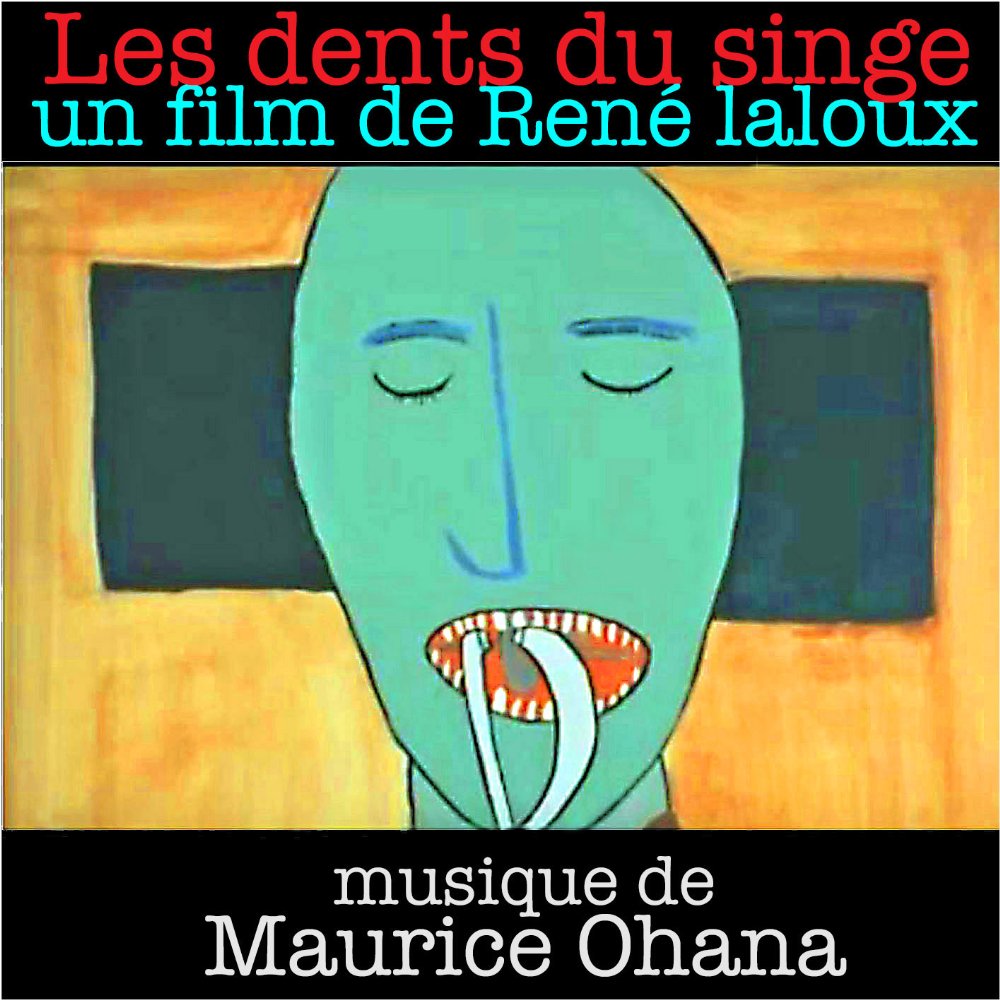 Les dents du singe
un film de René laloux
musique de
Maurice Ohana